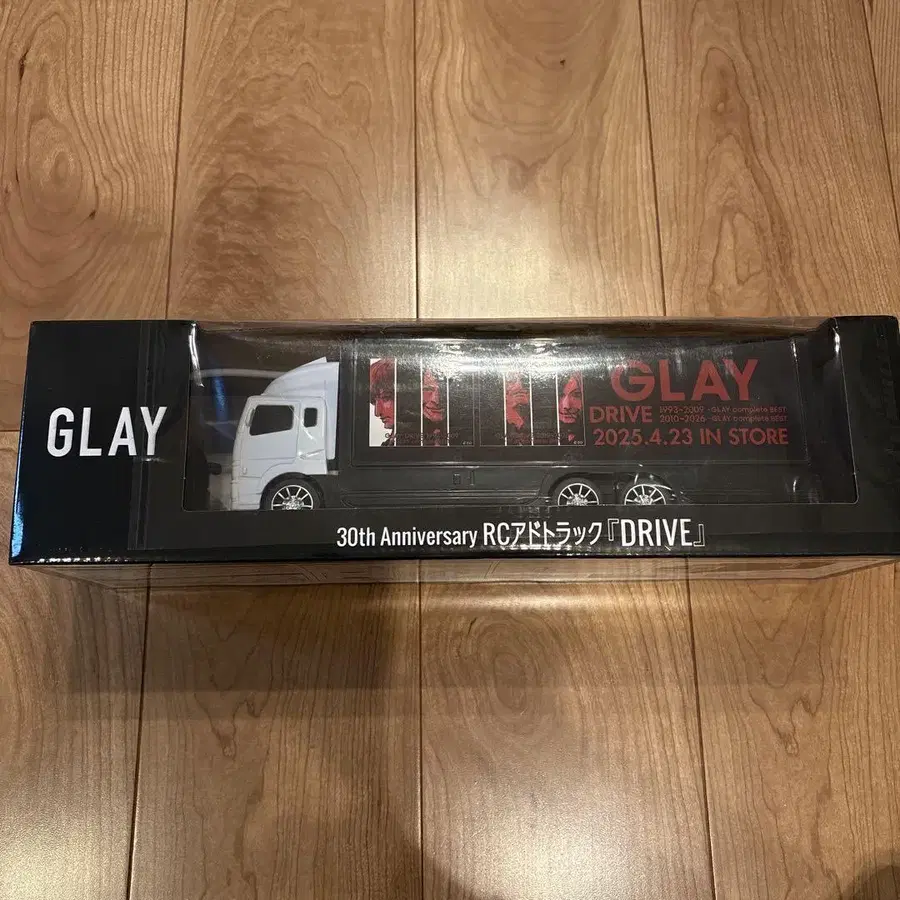 GLAY
GLAY
DRIVE 1993~2009 -GLAY complete BEST
2010~2026 -GLAY complete BEST
2025.4.23 IN STORE
30th Anniversary RCアドトラック『DRIVE』